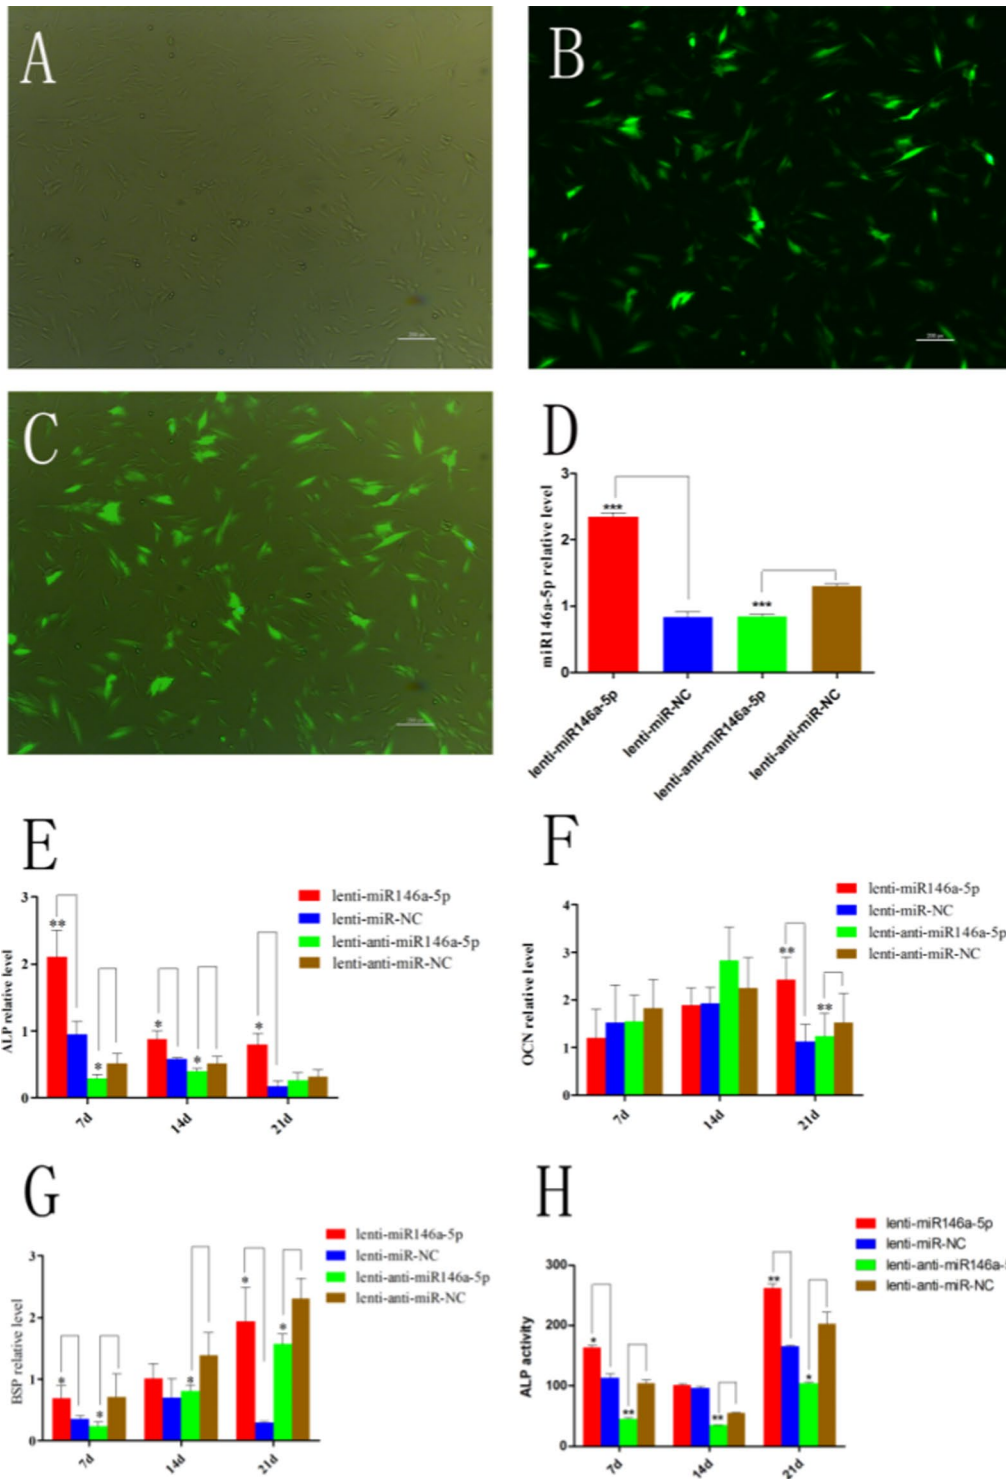 A
B
C
D
3
2
1
0
miR146a-5p relative level
***
***
lenti-miR146a-5p
lenti-miR-NC
lenti-anti-miR146a-5p
lenti-anti-miR-NC
E
3
2
1
0
ALP relative level
**
*
*
*
*
7d
14d
21d
lenti-miR146a-5p
lenti-miR-NC
lenti-anti-miR146a-5p
lenti-anti-miR-NC
F
4
3
2
1
0
OCN relative level
**
**
7d
14d
21d
lenti-miR146a-5p
lenti-miR-NC
lenti-anti-miR146a-5p
lenti-anti-miR-NC
G
3
2
1
0
BSP relative level
*
*
*
*
*
7d
14d
21d
lenti-miR146a-5p
lenti-miR-NC
lenti-anti-miR146a-5p
lenti-anti-miR-NC
H
300
200
100
0
ALP activity
*
**
**
**
*
7d
14d
21d
lenti-miR146a-5p
lenti-miR-NC
lenti-anti-miR146a-
lenti-anti-miR-NC